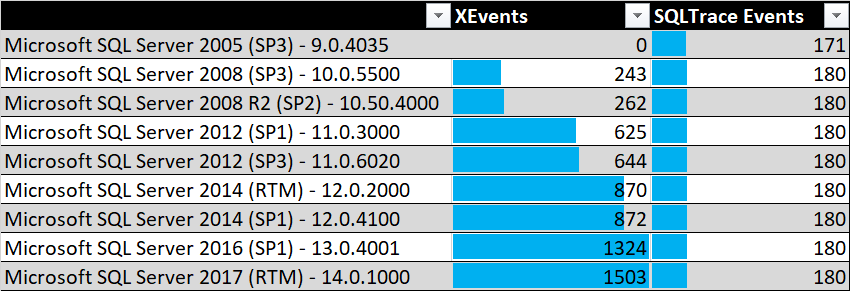 XEvents SQLTrace Events
Microsoft SQL Server 2005 (SP3) - 9.0.4035 0 171
Microsoft SQL Server 2008 (SP3) - 10.0.5500 243 180
Microsoft SQL Server 2008 R2 (SP2) - 10.50.4000 262 180
Microsoft SQL Server 2012 (SP1) - 11.0.3000 625 180
Microsoft SQL Server 2012 (SP3) - 11.0.6020 644 180
Microsoft SQL Server 2014 (RTM) - 12.0.2000 870 180
Microsoft SQL Server 2014 (SP1) - 12.0.4100 872 180
Microsoft SQL Server 2016 (SP1) - 13.0.4001 1324 180
Microsoft SQL Server 2017 (RTM) - 14.0.1000 1503 180